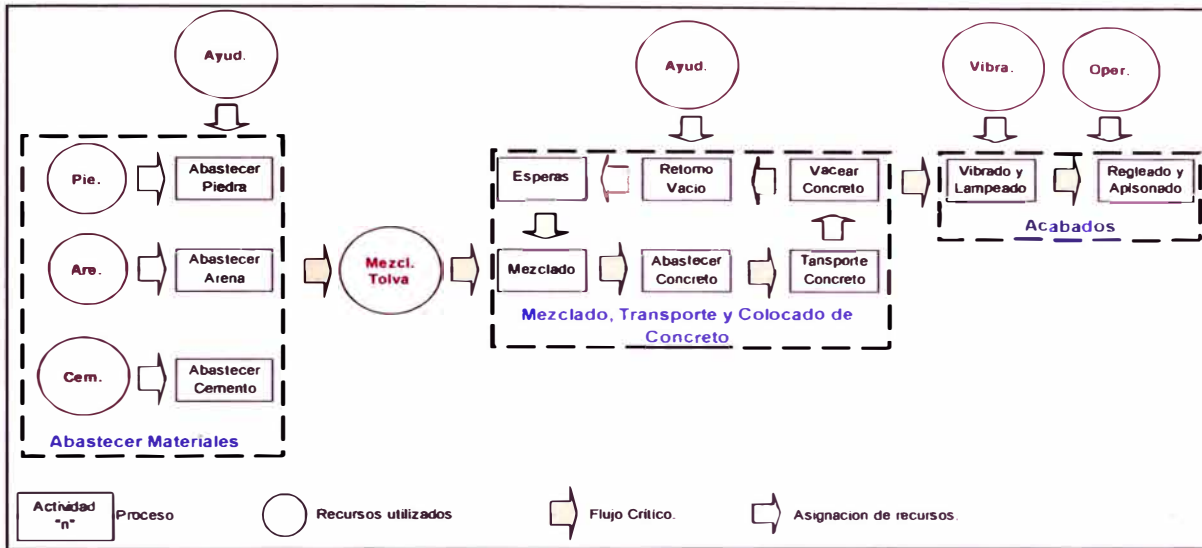 Ayud.
Ayud.
Vibra.
Oper.
Pie.
Abastecer
Piedra
Esperas
Retorno
Vacio
Vacear
Concreto
Vibrado y
Lampeado
Regleado y
Apisonado
Acabados
Are.
Abastecer
Arena
Mezcl.
Tolva
Mezclado
Abastecer
Concreto
Tansporte
Concreto
Mezclado, Transporte y Colocado de
Concreto
Cem.
Abastecer
Cemento
Abastecer Materiales
Actividad
"n"
Proceso
Recursos utilizados
Flujo Critico.
Asignacion de recursos.